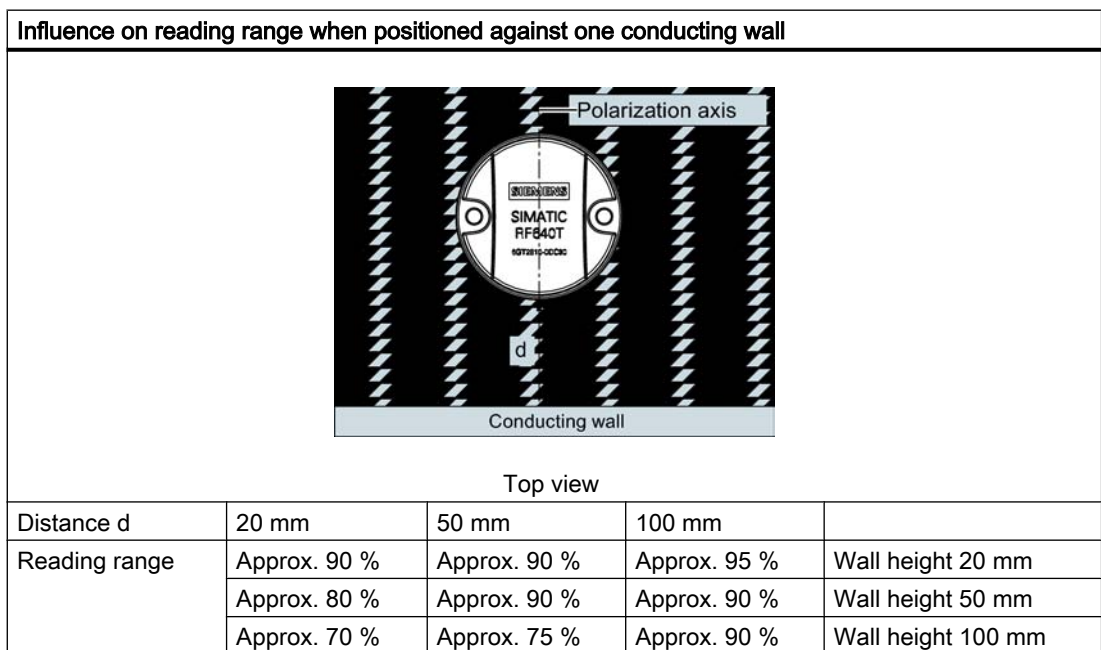 Influence on reading range when positioned against one conducting wall
Polarization axis
SIEMENS
SIMATIC
RF640T
d
Conducting wall
Top view
Distance d 20 mm 50 mm 100 mm
Reading range Approx. 90 % Approx. 90 % Approx. 95 % Wall height 20 mm
Approx. 80 % Approx. 90 % Approx. 90 % Wall height 50 mm
Approx. 70 % Approx. 75 % Approx. 90 % Wall height 100 mm